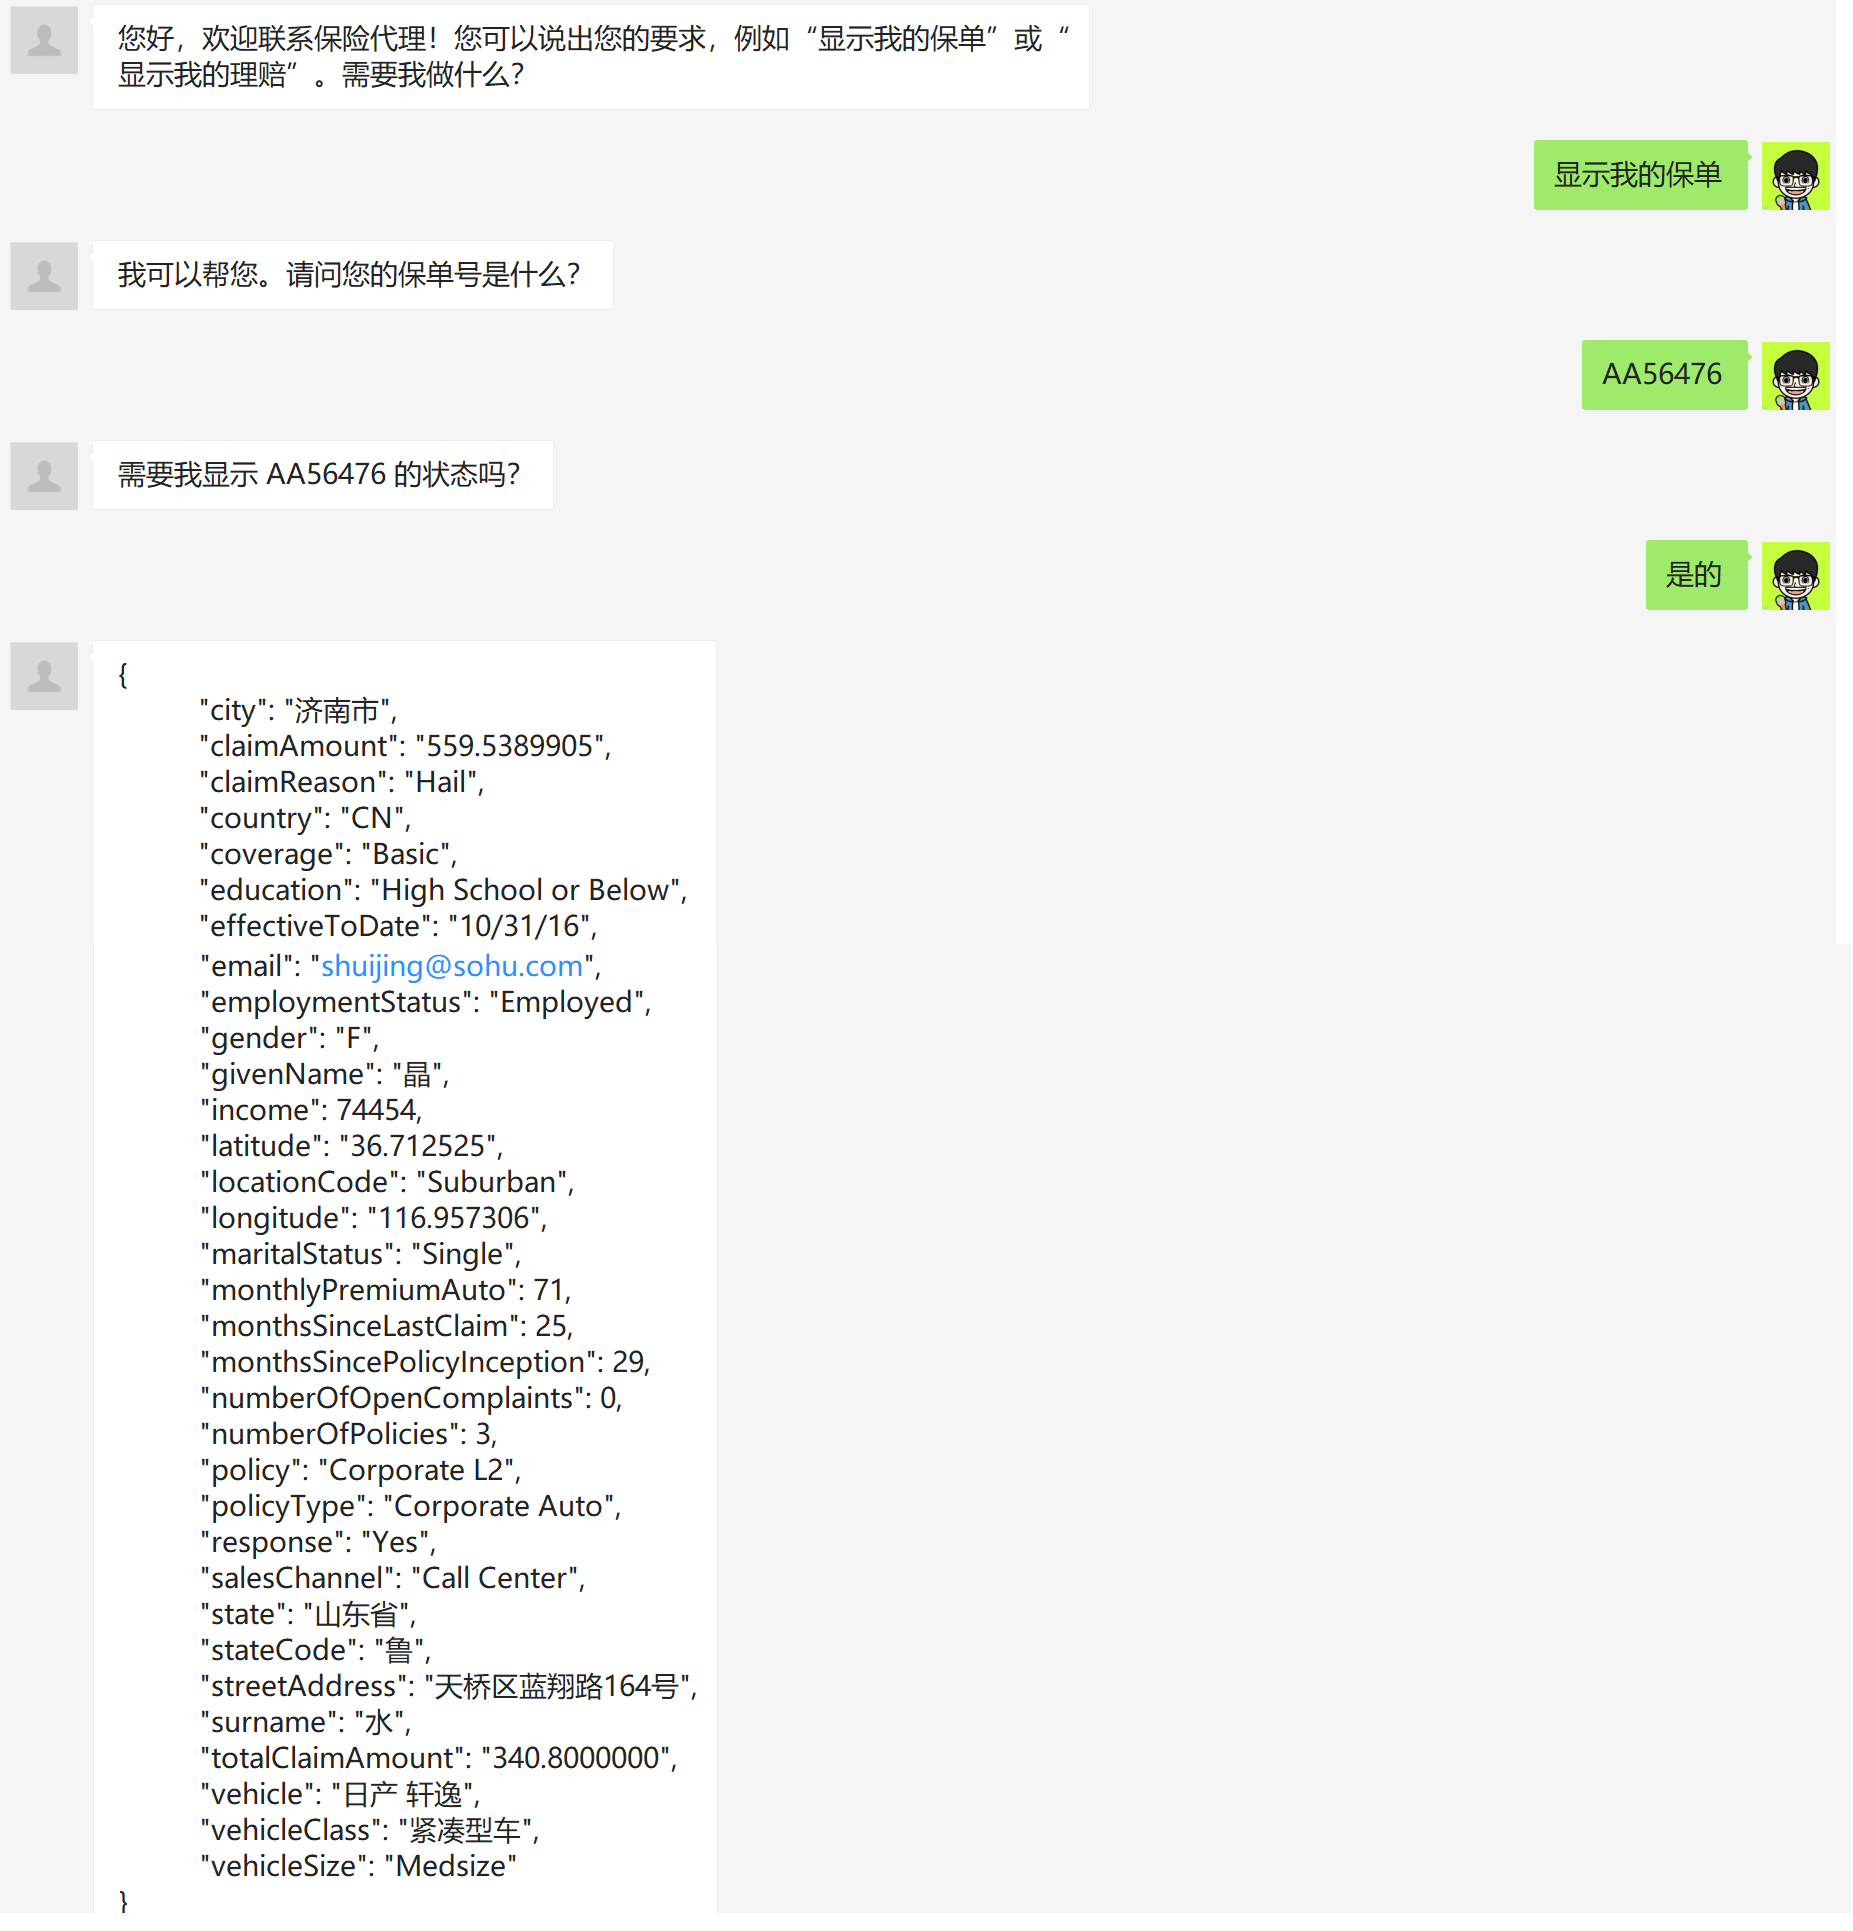 您好，欢迎联系保险代理！您可以说出您的要求，例如“显示我的保单”或“
显示我的理赔”。需要我做什么？
显示我的保单
我可以帮您。请问您的保单号是什么？
AA56476
需要我显示 AA56476 的状态吗？
是的
{
"city": "济南市",
"claimAmount": "559.5389905",
"claimReason": "Hail",
"country": "CN",
"coverage": "Basic",
"education": "High School or Below",
"effectiveToDate": "10/31/16",
"email": "shuijing@sohu.com",
"employmentStatus": "Employed",
"gender": "F",
"givenName": "晶",
"income": 74454,
"latitude": "36.712525",
"locationCode": "Suburban",
"longitude": "116.957306",
"maritalStatus": "Single",
"monthlyPremiumAuto": 71,
"monthsSinceLastClaim": 25,
"monthsSincePolicyInception": 29,
"numberOfOpenComplaints": 0,
"numberOfPolicies": 3,
"policy": "Corporate L2",
"policyType": "Corporate Auto",
"response": "Yes",
"salesChannel": "Call Center",
"state": "山东省",
"stateCode": "鲁",
"streetAddress": "天桥区蓝翔路164号",
"surname": "水",
"totalClaimAmount": "340.8000000",
"vehicle": "日产 轩逸",
"vehicleClass": "紧凑型车",
"vehicleSize": "Medsize"
}